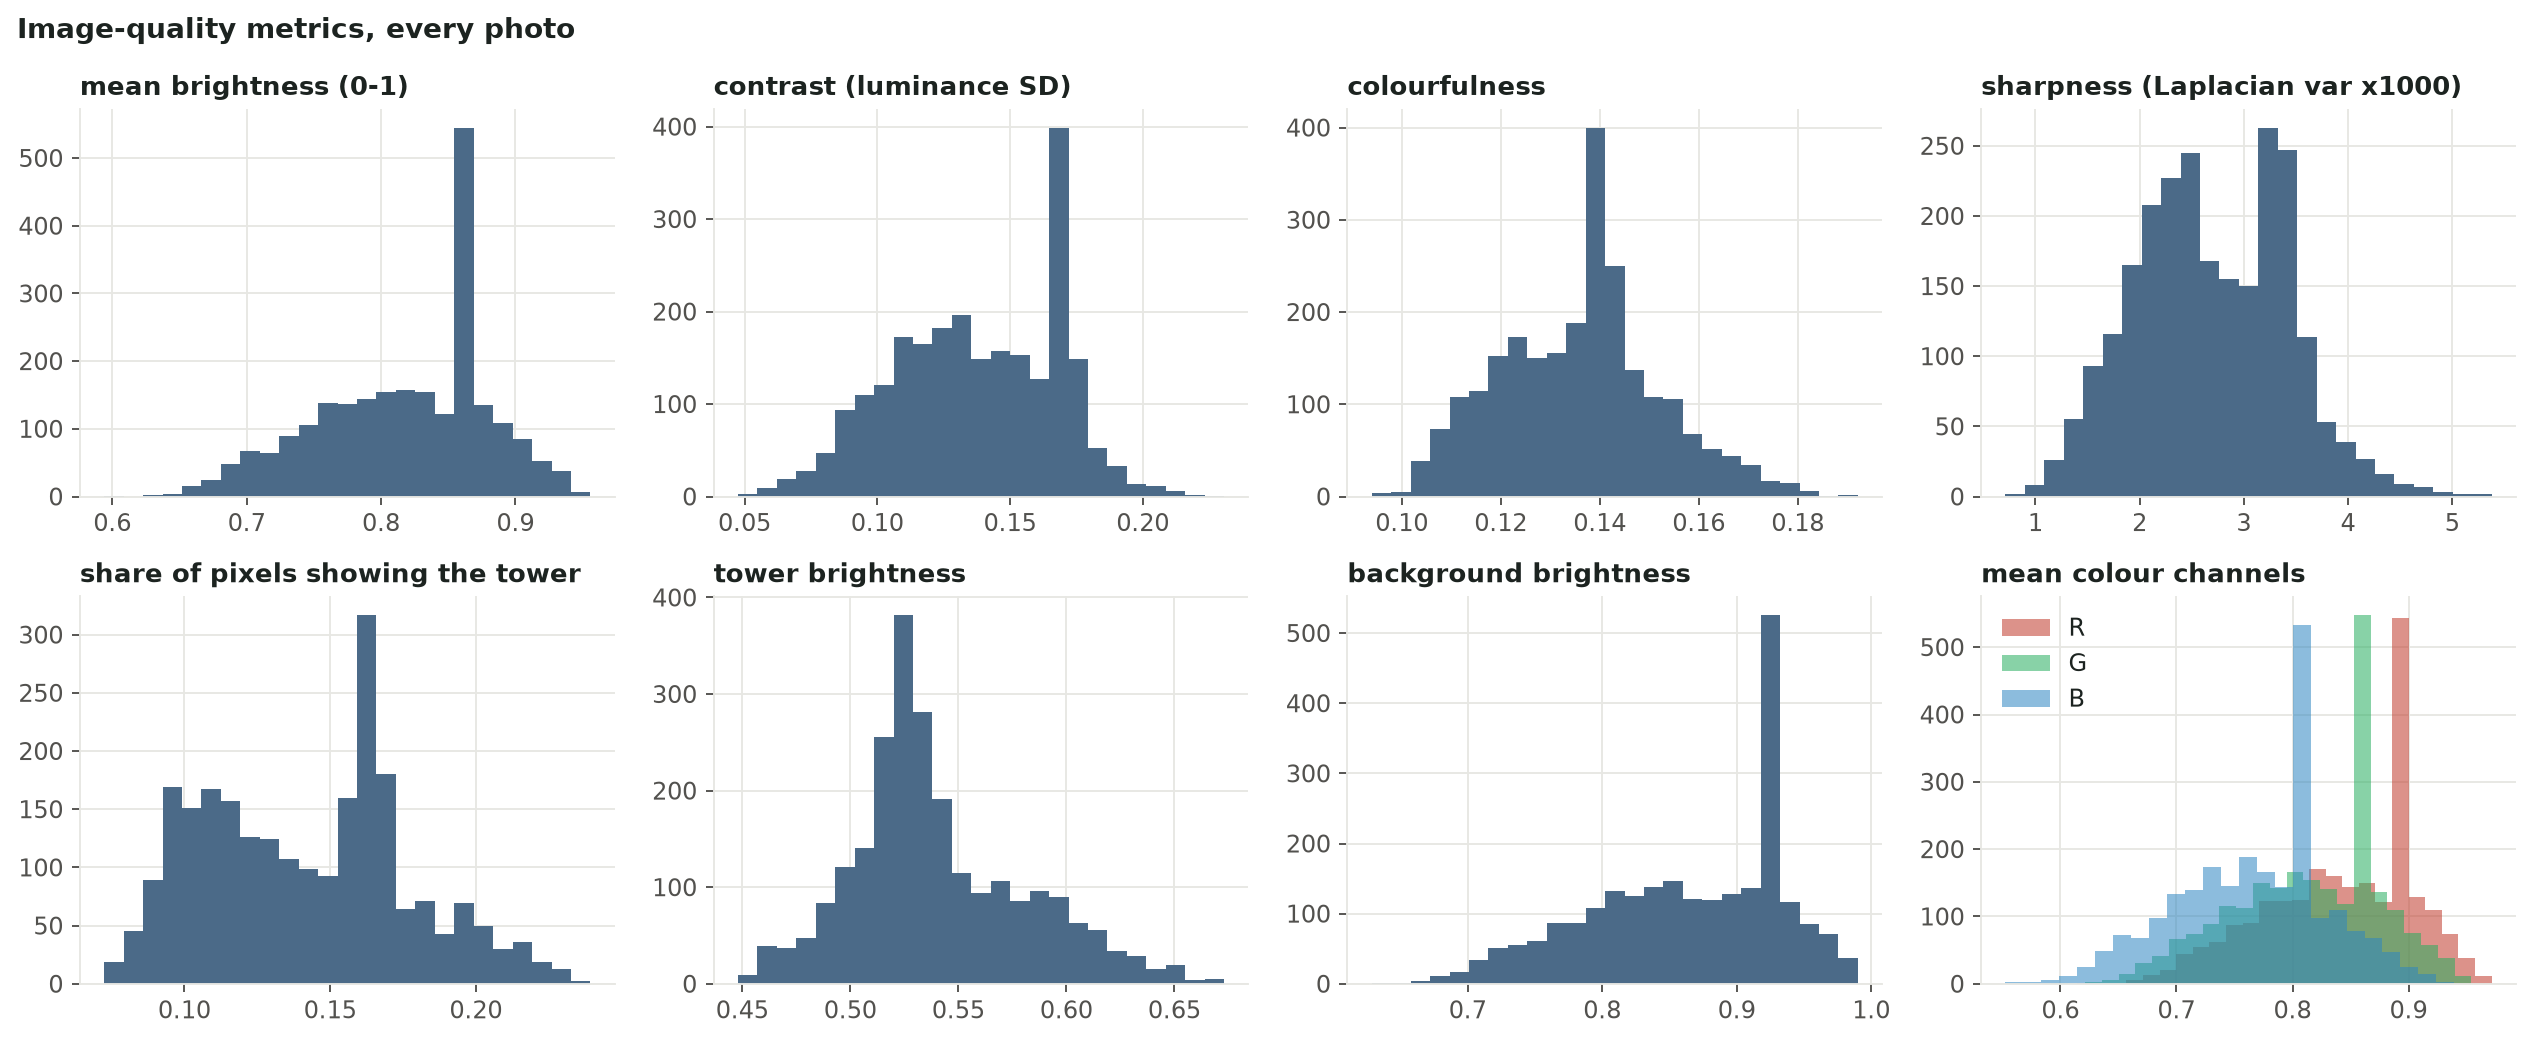 Image-quality metrics, every photo
mean brightness (0-1)
500
400
300
200
100
0
0.6 0.7 0.8 0.9
contrast (luminance SD)
400
300
200
100
0
0.05 0.10 0.15 0.20
colourfulness
400
300
200
100
0
0.10 0.12 0.14 0.16 0.18
sharpness (Laplacian var x1000)
250
200
150
100
50
0
1 2 3 4 5
share of pixels showing the tower
300
250
200
150
100
50
0
0.10 0.15 0.20
tower brightness
400
300
200
100
0
0.45 0.50 0.55 0.60 0.65
background brightness
500
400
300
200
100
0
0.7 0.8 0.9 1.0
mean colour channels
R
G
B
500
400
300
200
100
0
0.6 0.7 0.8 0.9